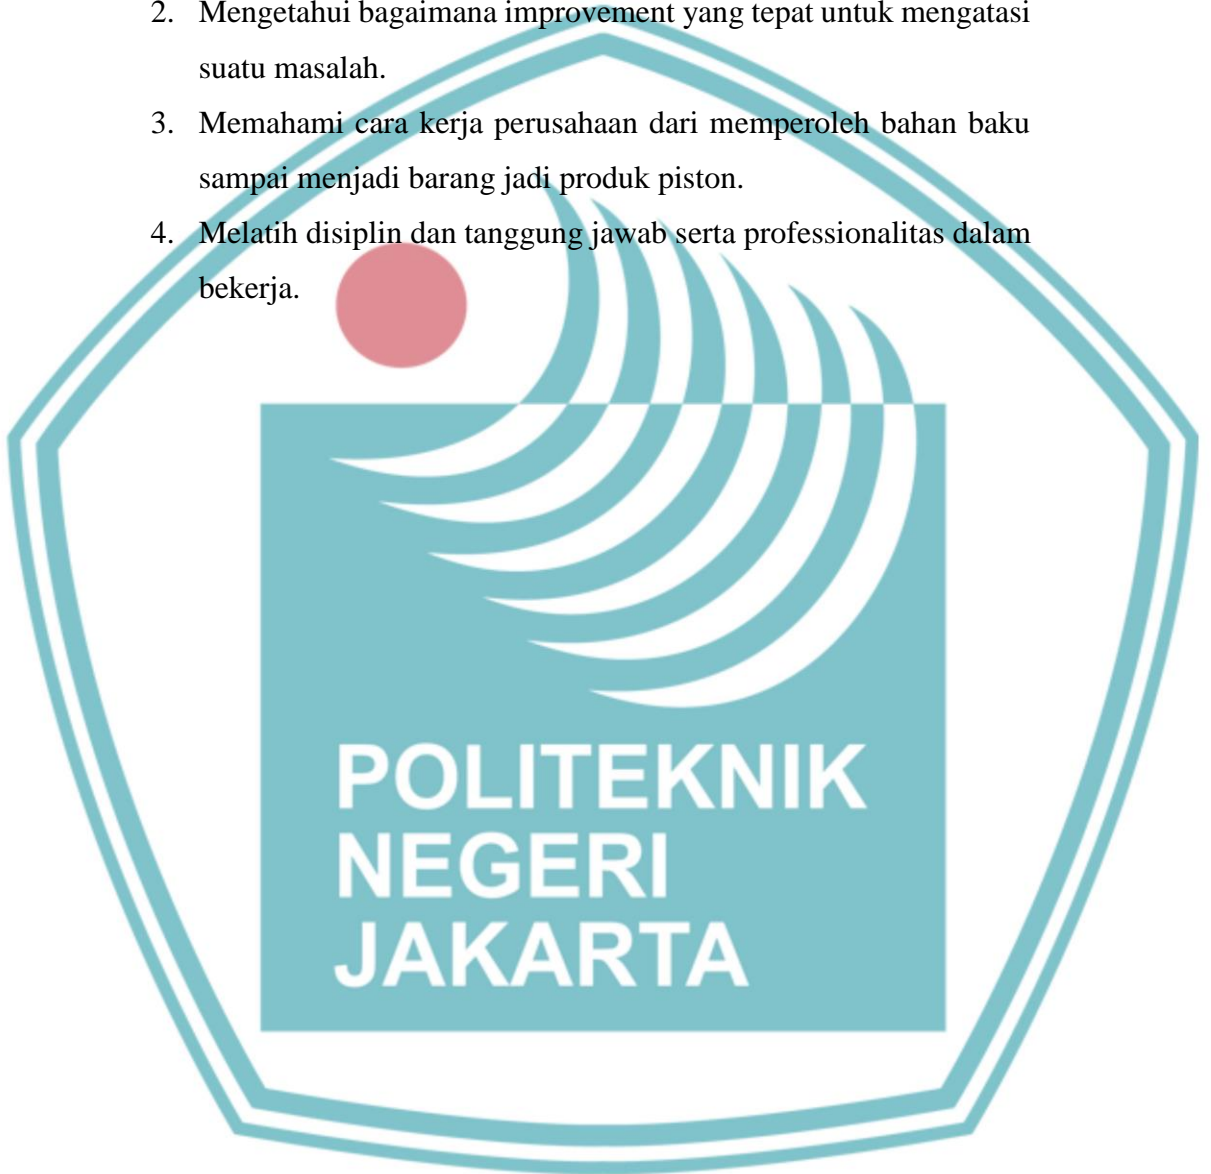 2. Mengetahui bagaimana improvement yang tepat untuk mengatasi
suatu masalah.
3. Memahami cara kerja perusahaan dari memperoleh bahan baku
sampai menjadi barang jadi produk piston.
4. Melatih disiplin dan tanggung jawab serta professionalitas dalam
bekerja.
POLITEKNIK
NEGERI
JAKARTA